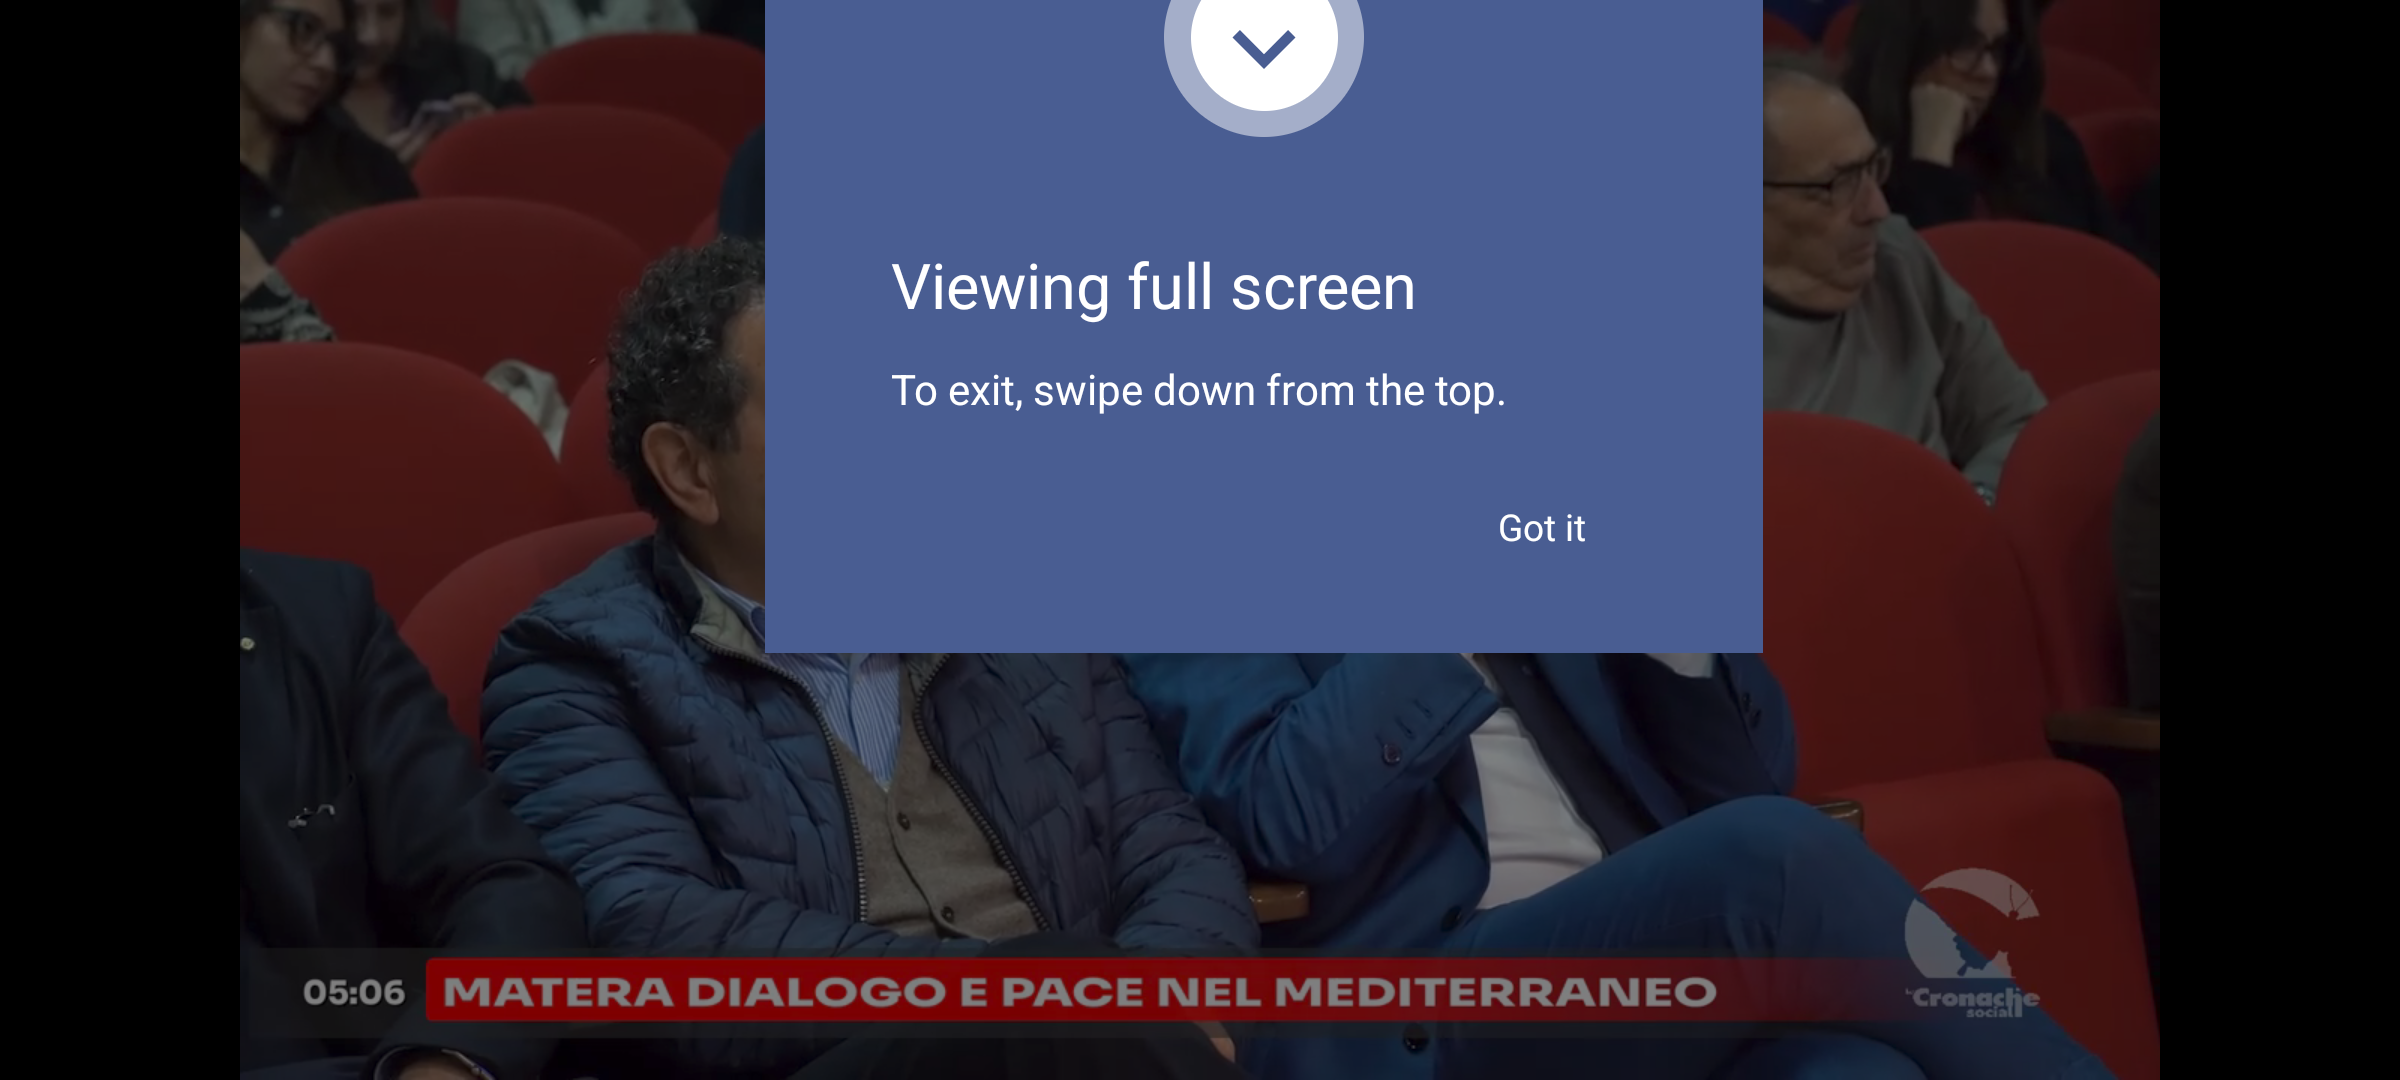 Viewing full screen
To exit, swipe down from the top.
Got it
05:06 MATERA DIALOGO E PACE NEL MEDITERRANEO
Cronache
social